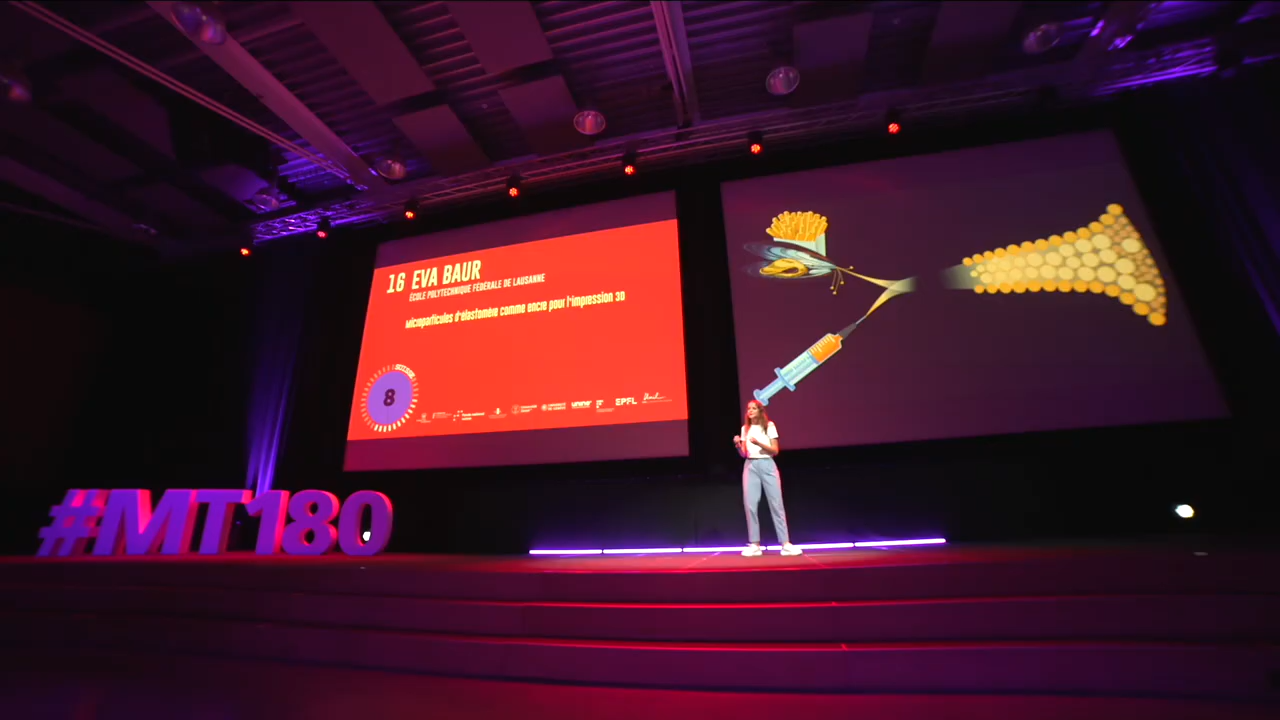 16 EVA BAUR
ÉCOLE POLYTECHNIQUE FÉDÉRALE DE LAUSANNE
Microparticules d'élastomère comme encre pour l'impression 3D
8
EPFL
#MT180